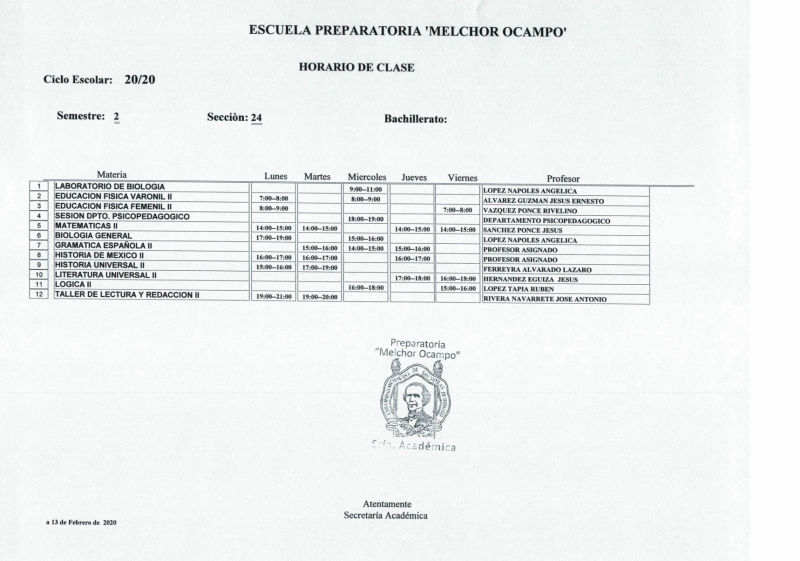 ESCUELA PREPARATORIA 'MELCHOR OCAMPO'
HORARIO DE CLASE
Ciclo Escolar: 20/20
Semestre: 2 Secciòn: 24 Bachillerato:
Materia Lunes Martes Miercoles Jueves Viernes Profesor
1 LABORATORIO DE BIOLOGIA 9:00--11:00 LOPEZ NAPOLES ANGELICA
2 EDUCACION FISICA VARONIL II 7:00--8:00 8:00--9:00 ALVAREZ GUZMAN JESUS ERNESTO
3 EDUCACION FISICA FEMENIL II 8:00--9:00 7:00--8:00 VAZQUEZ PONCE RIVELINO
4 SESION DPTO. PSICOPEDAGOGICO 18:00--19:00 DEPARTAMENTO PSICOPEDAGOGICO
5 MATEMATICAS II 14:00--15:00 14:00--15:00 14:00--15:00 14:00--15:00 SANCHEZ PONCE JESUS
6 BIOLOGIA GENERAL 17:00--19:00 15:00--16:00 LOPEZ NAPOLES ANGELICA
7 GRAMATICA ESPAÑOLA II 15:00--16:00 14:00--15:00 15:00--16:00 PROFESOR ASIGNADO
8 HISTORIA DE MEXICO II 16:00--17:00 16:00--17:00 16:00--17:00 PROFESOR ASIGNADO
9 HISTORIA UNIVERSAL II 15:00--16:00 17:00--19:00 FERREYRA ALVARADO LAZARO
10 LITERATURA UNIVERSAL II 17:00--18:00 16:00--18:00 HERNANDEZ EGUIZA JESUS
11 LOGICA II 16:00--18:00 15:00--16:00 LOPEZ TAPIA RUBEN
12 TALLER DE LECTURA Y REDACCION II 19:00--21:00 19:00--20:00 RIVERA NAVARRETE JOSE ANTONIO
Preparatoria
"Melchor Ocampo"
Académica
Atentamente
Secretaría Académica
a 13 de Febrero de 2020